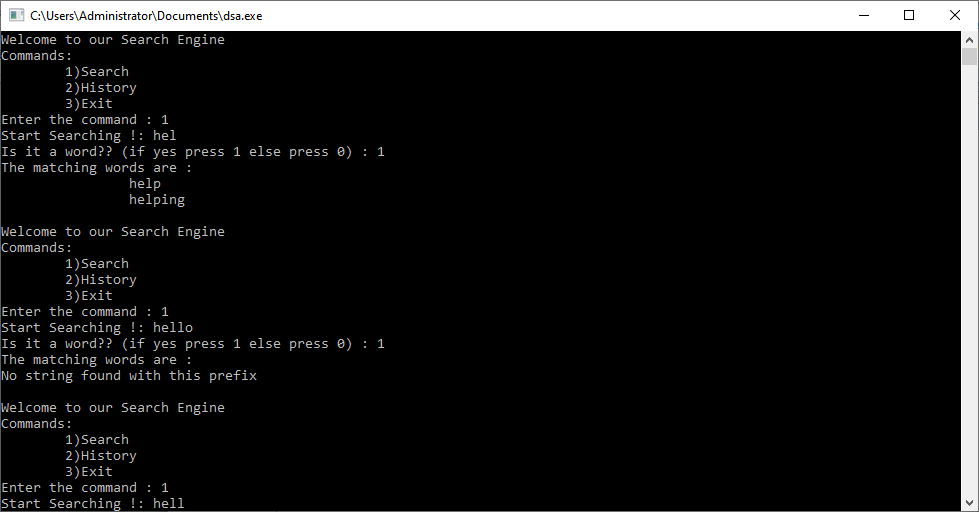 C:\Users\Administrator\Documents\dsa.exe
Welcome to our Search Engine
Commands:
1)Search
2)History
3)Exit
Enter the command : 1
Start Searching !: hel
Is it a word?? (if yes press 1 else press 0) : 1
The matching words are :
help
helping
Welcome to our Search Engine
Commands:
1)Search
2)History
3)Exit
Enter the command : 1
Start Searching !: hello
Is it a word?? (if yes press 1 else press 0) : 1
The matching words are :
No string found with this prefix
Welcome to our Search Engine
Commands:
1)Search
2)History
3)Exit
Enter the command : 1
Start Searching !: hell